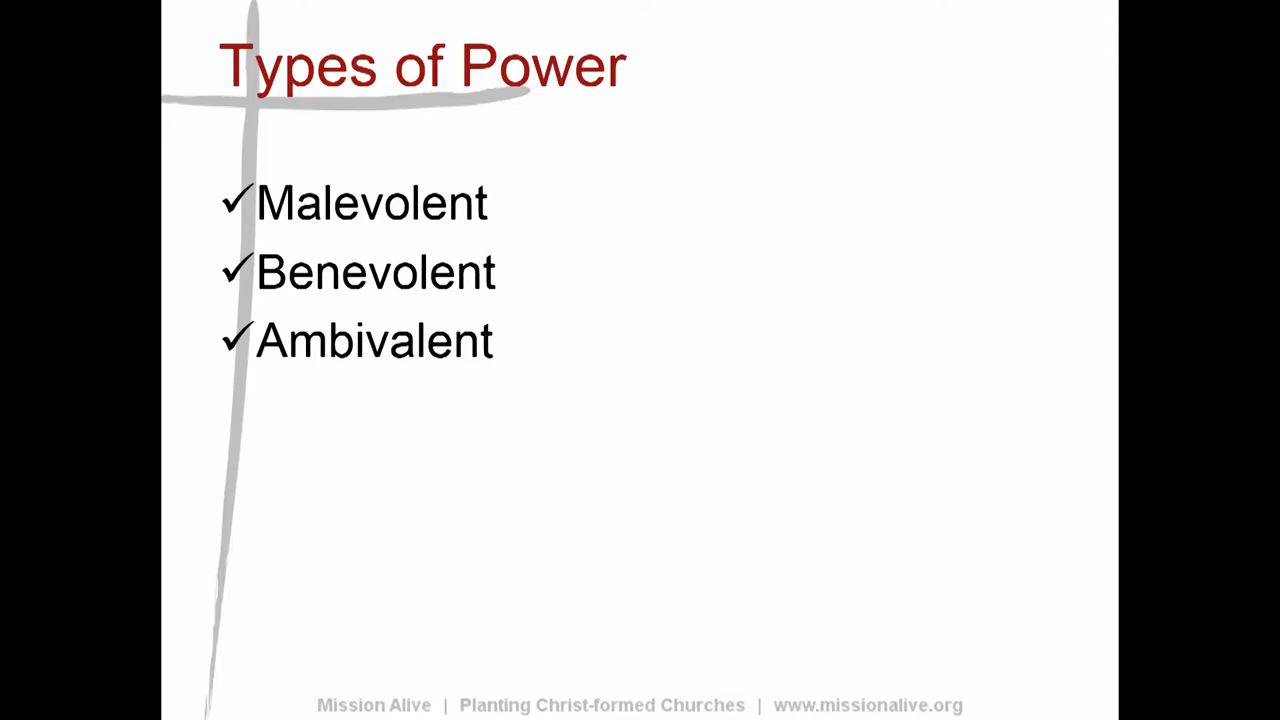 Types of Power
✓Malevolent
✓Benevolent
✓Ambivalent
Mission Alive | Planting Christ-formed Churches | www.missionalive.org